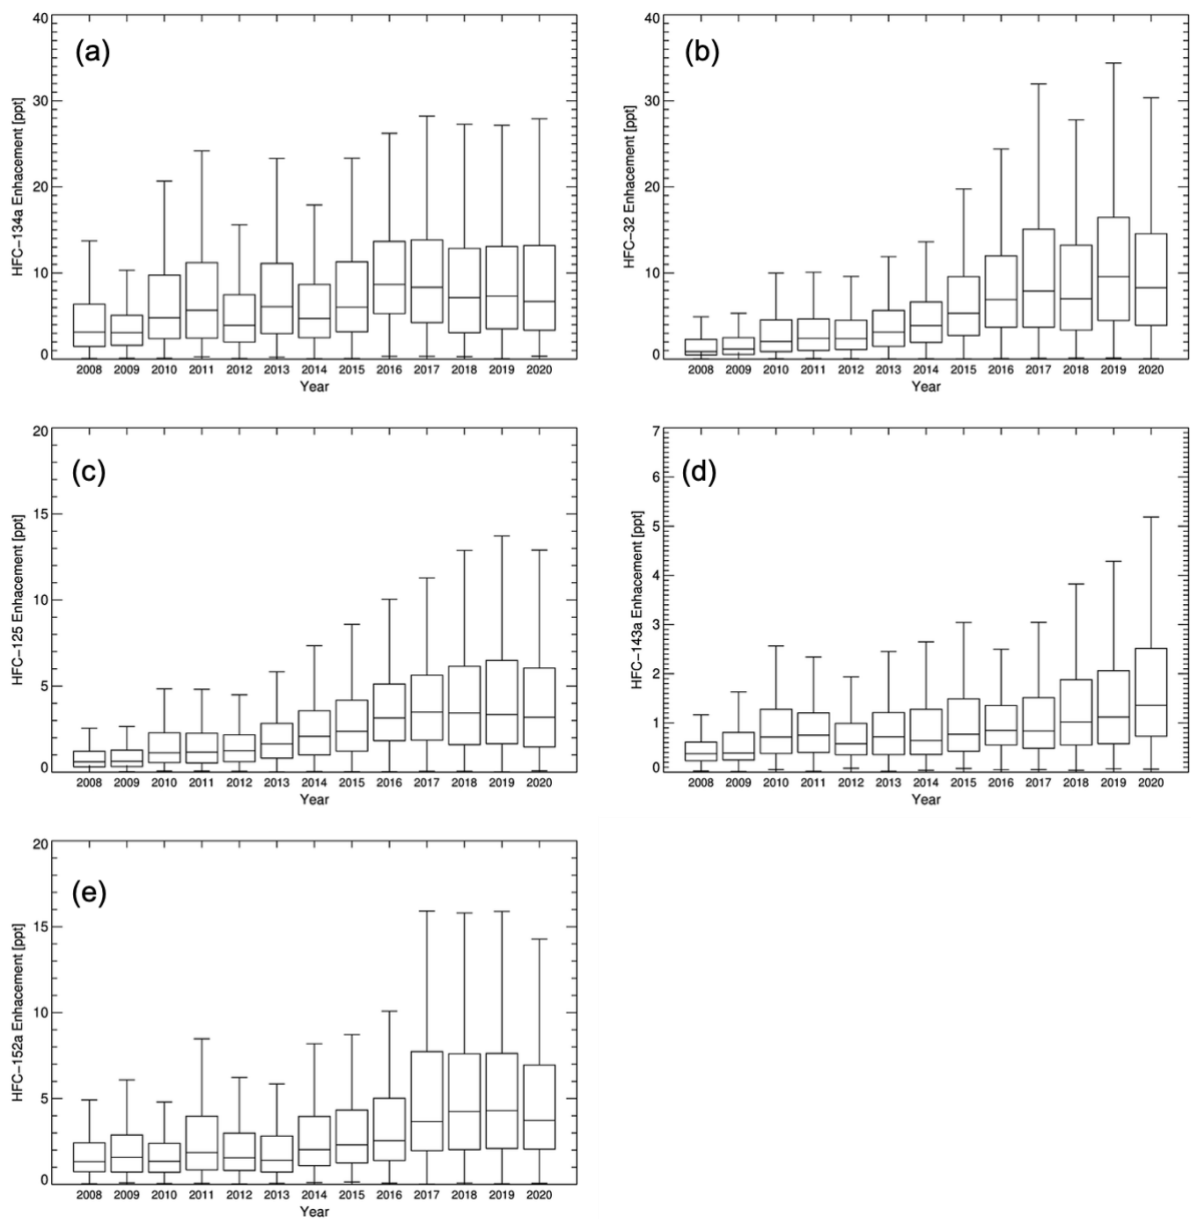 (a)
HFC-134a Enhacement [ppt]
40
30
20
10
0
2008 2009 2010 2011 2012 2013 2014 2015 2016 2017 2018 2019 2020
Year
(b)
HFC-32 Enhacement [ppt]
40
30
20
10
0
2008 2009 2010 2011 2012 2013 2014 2015 2016 2017 2018 2019 2020
Year
(c)
HFC-125 Enhacement [ppt]
20
15
10
5
0
2008 2009 2010 2011 2012 2013 2014 2015 2016 2017 2018 2019 2020
Year
(d)
HFC-143a Enhacement [ppt]
7
6
5
4
3
2
1
0
2008 2009 2010 2011 2012 2013 2014 2015 2016 2017 2018 2019 2020
Year
(e)
HFC-152a Enhacement [ppt]
20
15
10
5
0
2008 2009 2010 2011 2012 2013 2014 2015 2016 2017 2018 2019 2020
Year